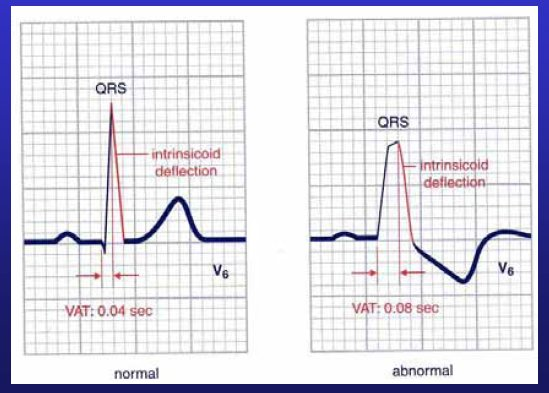 QRS
intrinsicoid
deflection
V6
VAT: 0.04 sec
normal
QRS
intrinsicoid
deflection
V6
VAT: 0.08 sec
abnormal